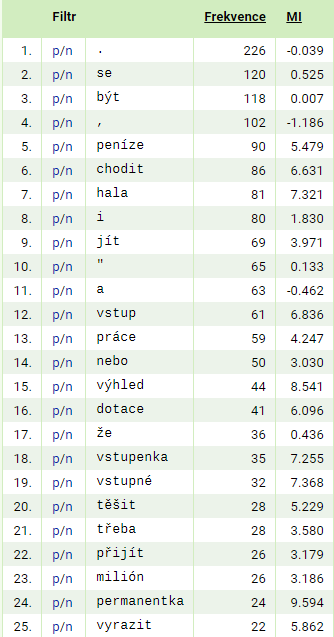 Filtr Frekvence MI
1. p/n . 226 -0.039
2. p/n se 120 0.525
3. p/n být 118 0.007
4. p/n , 102 -1.186
5. p/n peníze 90 5.479
6. p/n chodit 86 6.631
7. p/n hala 81 7.321
8. p/n i 80 1.830
9. p/n jít 69 3.971
10. p/n " 65 0.133
11. p/n a 63 -0.462
12. p/n vstup 61 6.836
13. p/n práce 59 4.247
14. p/n nebo 50 3.030
15. p/n výhled 44 8.541
16. p/n dotace 41 6.096
17. p/n že 36 0.436
18. p/n vstupenka 35 7.255
19. p/n vstupné 32 7.368
20. p/n těšit 28 5.229
21. p/n třeba 28 3.580
22. p/n přijít 26 3.179
23. p/n milión 26 3.186
24. p/n permanentka 24 9.594
25. p/n vyrazit 22 5.862